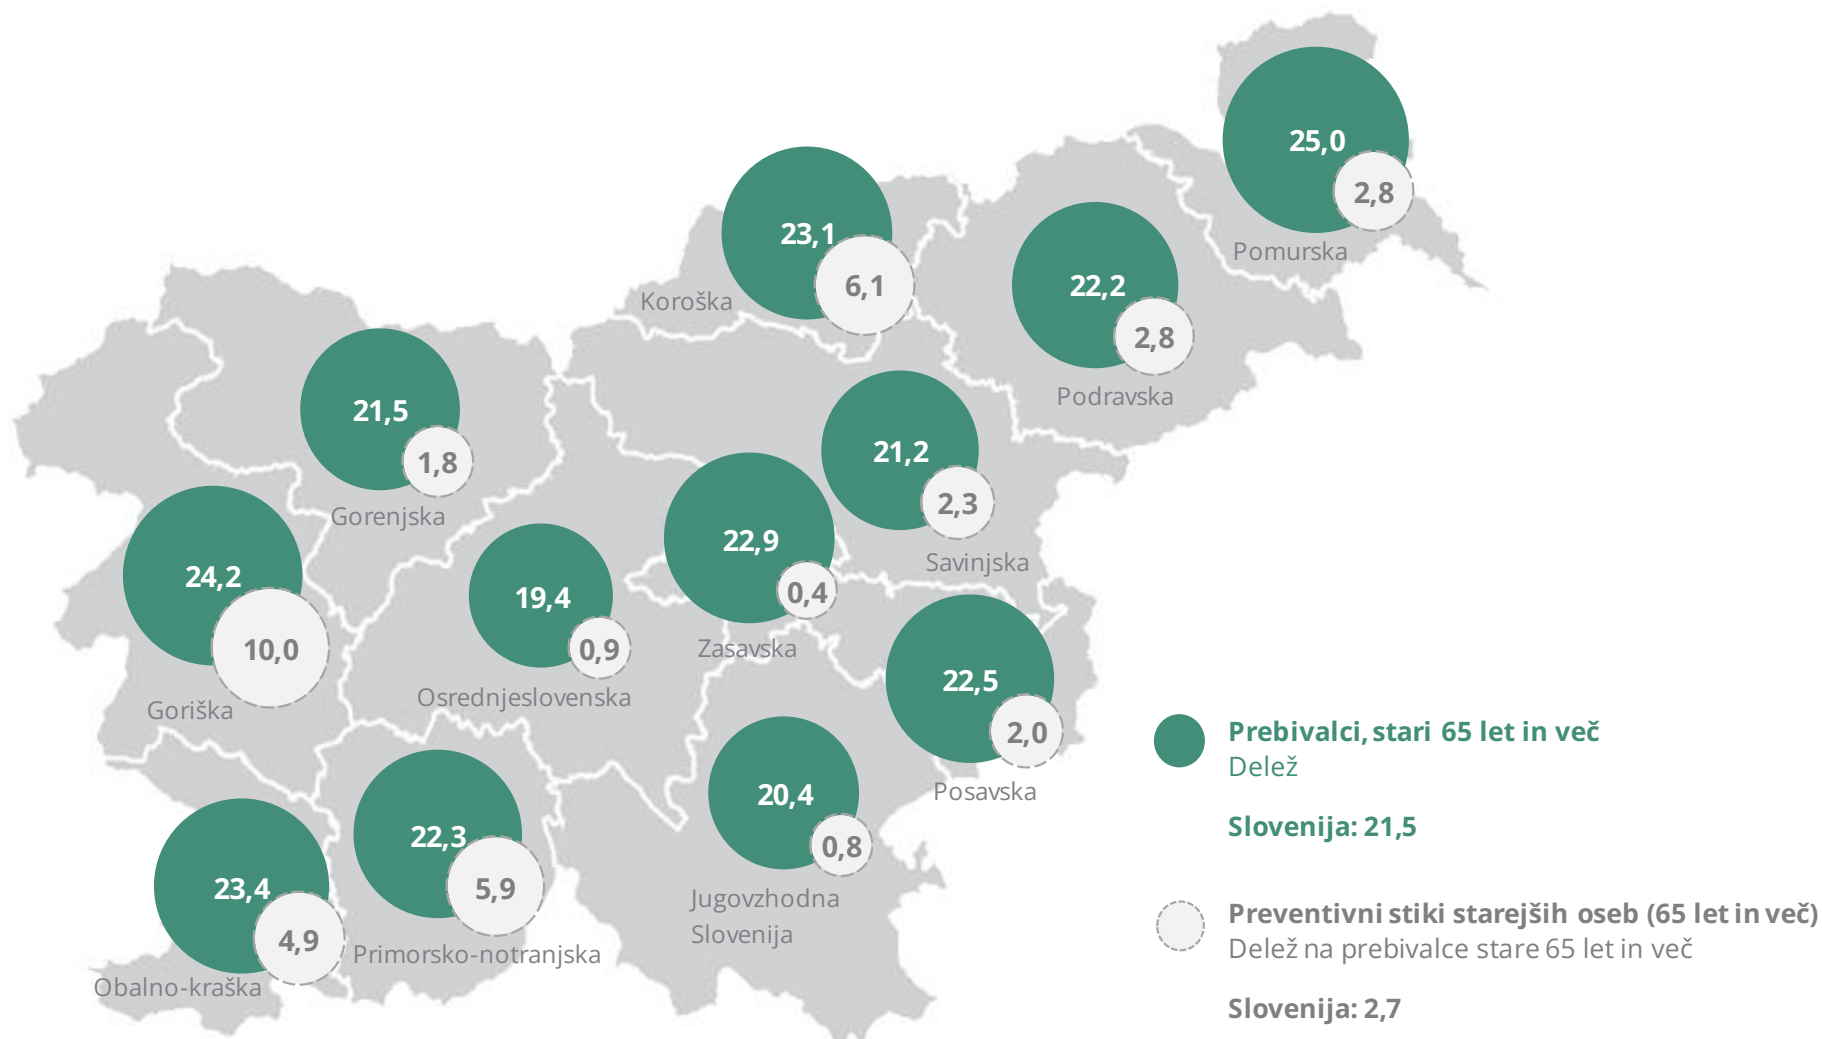 25,0
2,8
Pomurska
23,1
6,1
Koroška
22,2
2,8
Podravska
21,5
1,8
Gorenjska
21,2
2,3
Savinjska
22,9
0,4
Zasavska
24,2
10,0
Goriška
19,4
0,9
Osrednjeslovenska
22,5
2,0
Posavska
20,4
0,8
Jugovzhodna
Slovenija
22,3
5,9
Primorsko-notranjska
23,4
4,9
Obalno-kraška
Prebivalci, stari 65 let in več
Delež
Slovenija: 21,5
Preventivni stiki starejših oseb (65 let in več)
Delež na prebivalce stare 65 let in več
Slovenija: 2,7